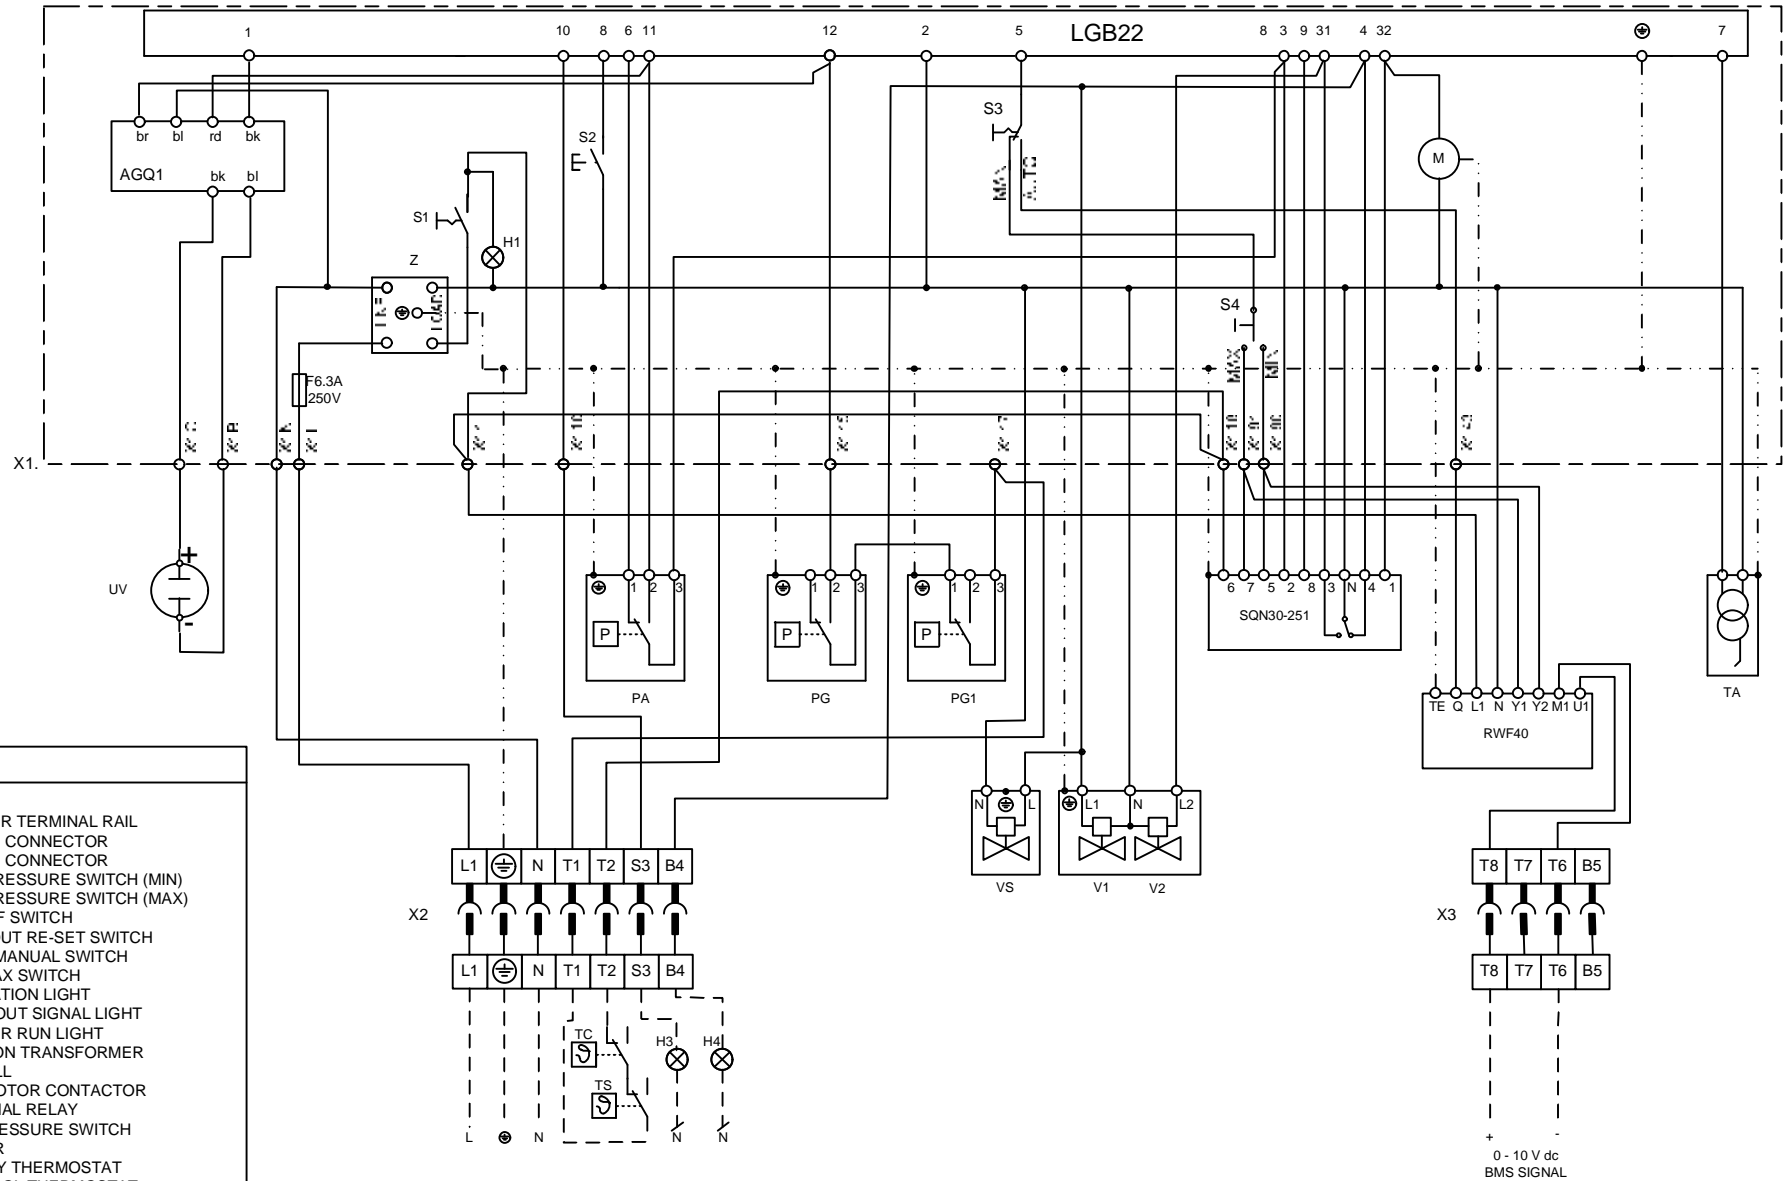 LGB22
1 10 8 6 11 12 2 5 8 3 9 31 4 32 7
br bl rd bk
AGQ1
bk bl
S1
H1
S2
S3
M
Z
S4
F6.3A
250V
X1.
UV
+
-
1 2 3
P
PA
1 2 3
P
PG
1 2 3
P
PG1
6 7 5 2 8 3 N 4 1
SQN30-251
TE Q L1 N Y1 Y2 M1 U1
RWF40
TA
N L
VS
L1 N L2
V1 V2
L1 N T1 T2 S3 B4
X2
L1 N T1 T2 S3 B4
TC
TS
H3
H4
L N N N
T8 T7 T6 B5
X3
T8 T7 T6 B5
+ -
0 - 10 V dc
BMS SIGNAL
R TERMINAL RAIL
CONNECTOR
CONNECTOR
RESSURE SWITCH (MIN)
RESSURE SWITCH (MAX)
F SWITCH
OUT RE-SET SWITCH
MANUAL SWITCH
AX SWITCH
ATION LIGHT
OUT SIGNAL LIGHT
R RUN LIGHT
ON TRANSFORMER
LL
OTOR CONTACTOR
NAL RELAY
ESSURE SWITCH
R
Y THERMOSTAT